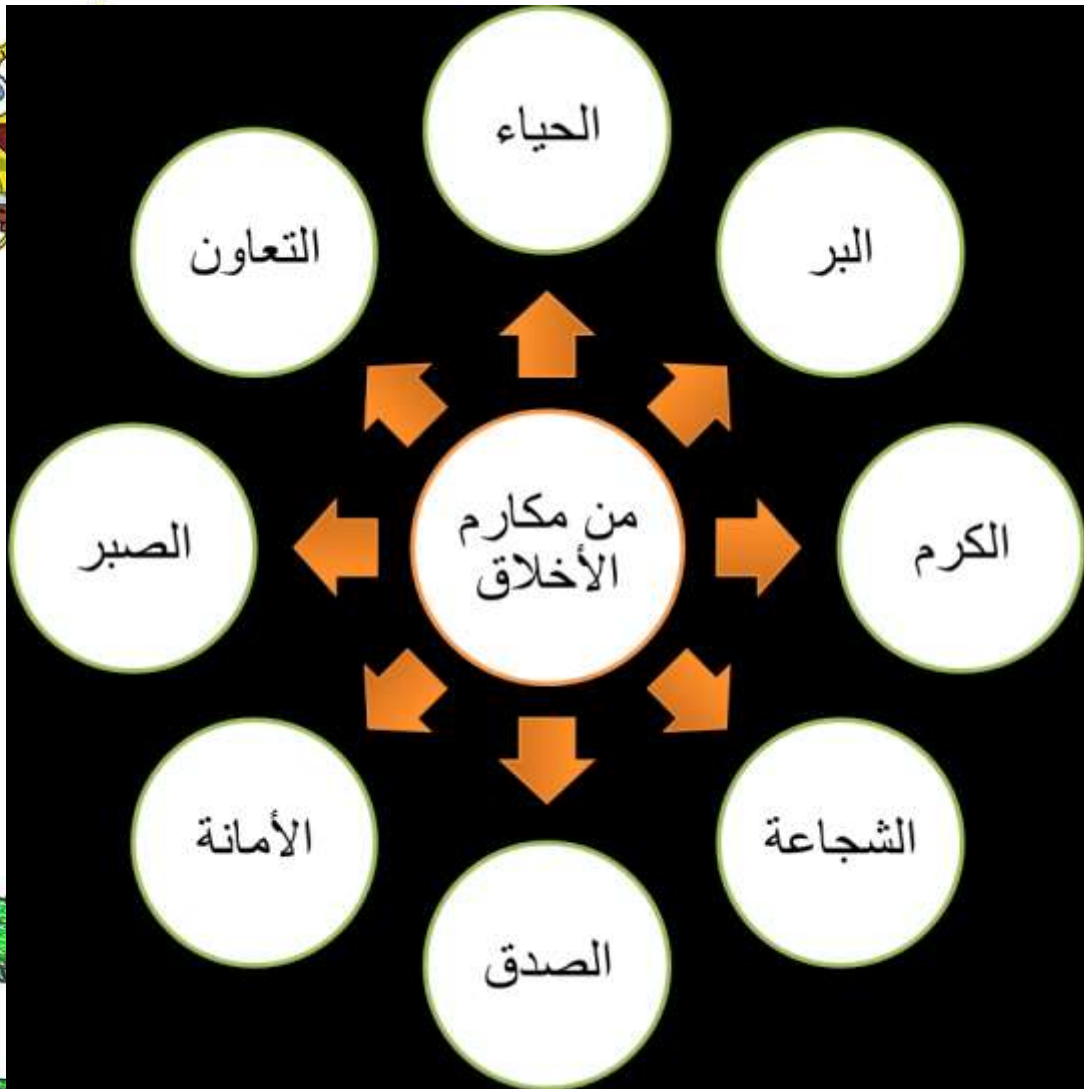 الحياء
البر
التعاون
من مكارم
الأخلاق
الكرم
الصبر
الشجاعة
الأمانة
الصدق